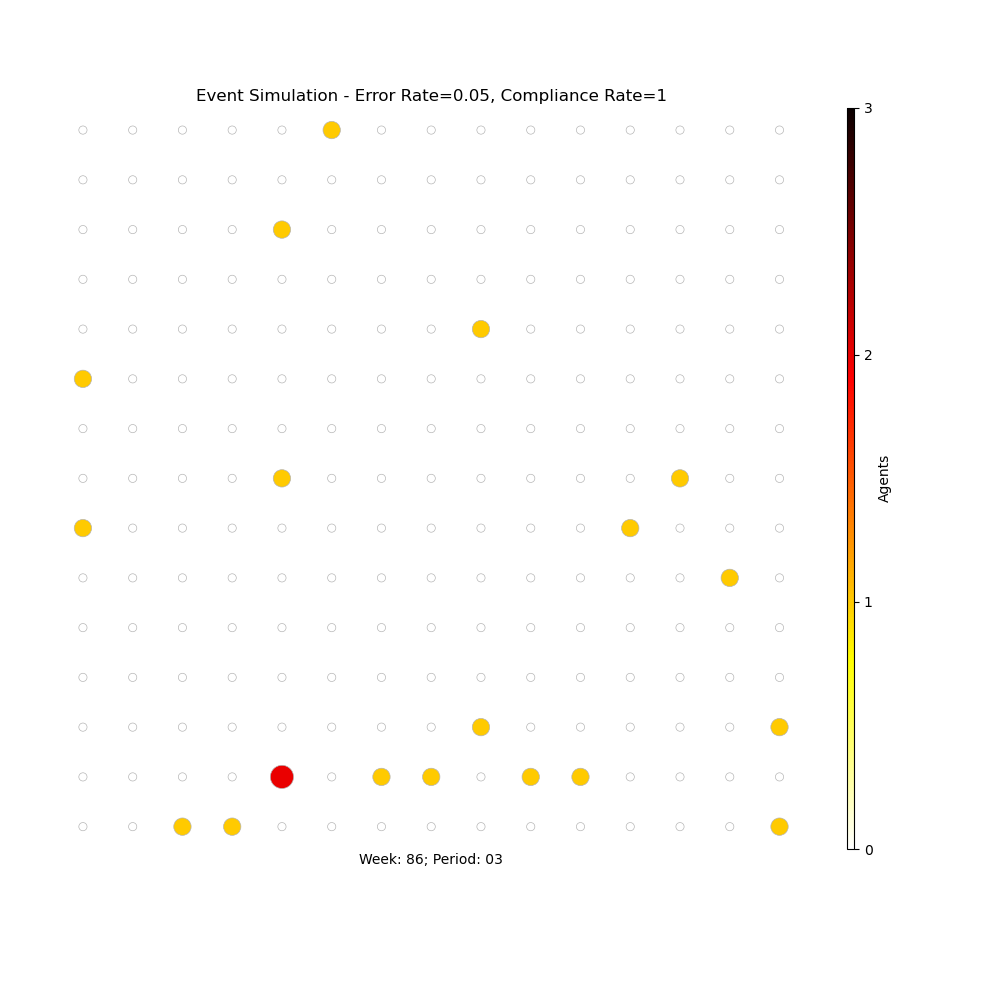 Event Simulation - Error Rate=0.05, Compliance Rate=1
3
2
1
0
Agents
Week: 86; Period: 03